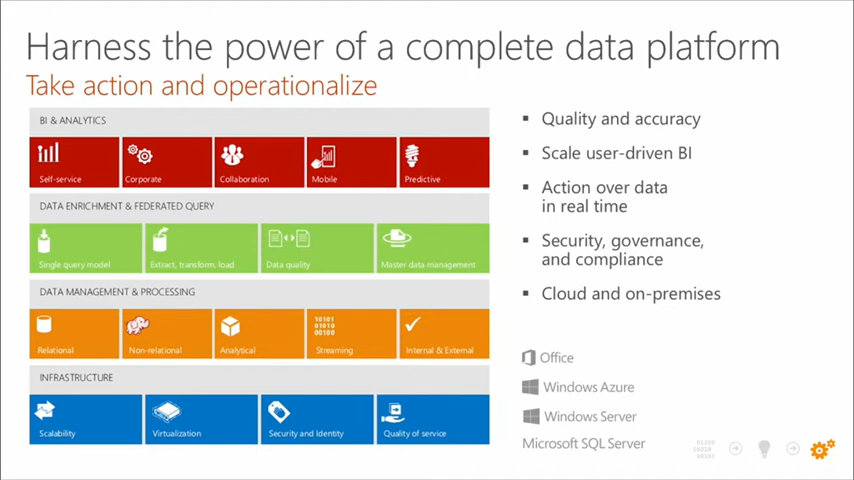 Harness the power of a complete data platform
Take action and operationalize
BI & ANALYTICS
Self-service
Corporate
Collaboration
Mobile
Predictive
DATA ENRICHMENT & FEDERATED QUERY
Single query model
Extract, transform, load
Data quality
Master data management
DATA MANAGEMENT & PROCESSING
Relational
Non-relational
Analytical
10101
01010
00100
Streaming
Internal & External
INFRASTRUCTURE
Scalability
Virtualization
Security and Identity
Quality of service
Quality and accuracy
Scale user-driven BI
Action over data
in real time
Security, governance,
and compliance
Cloud and on-premises
Office
Windows Azure
Windows Server
Microsoft SQL Server